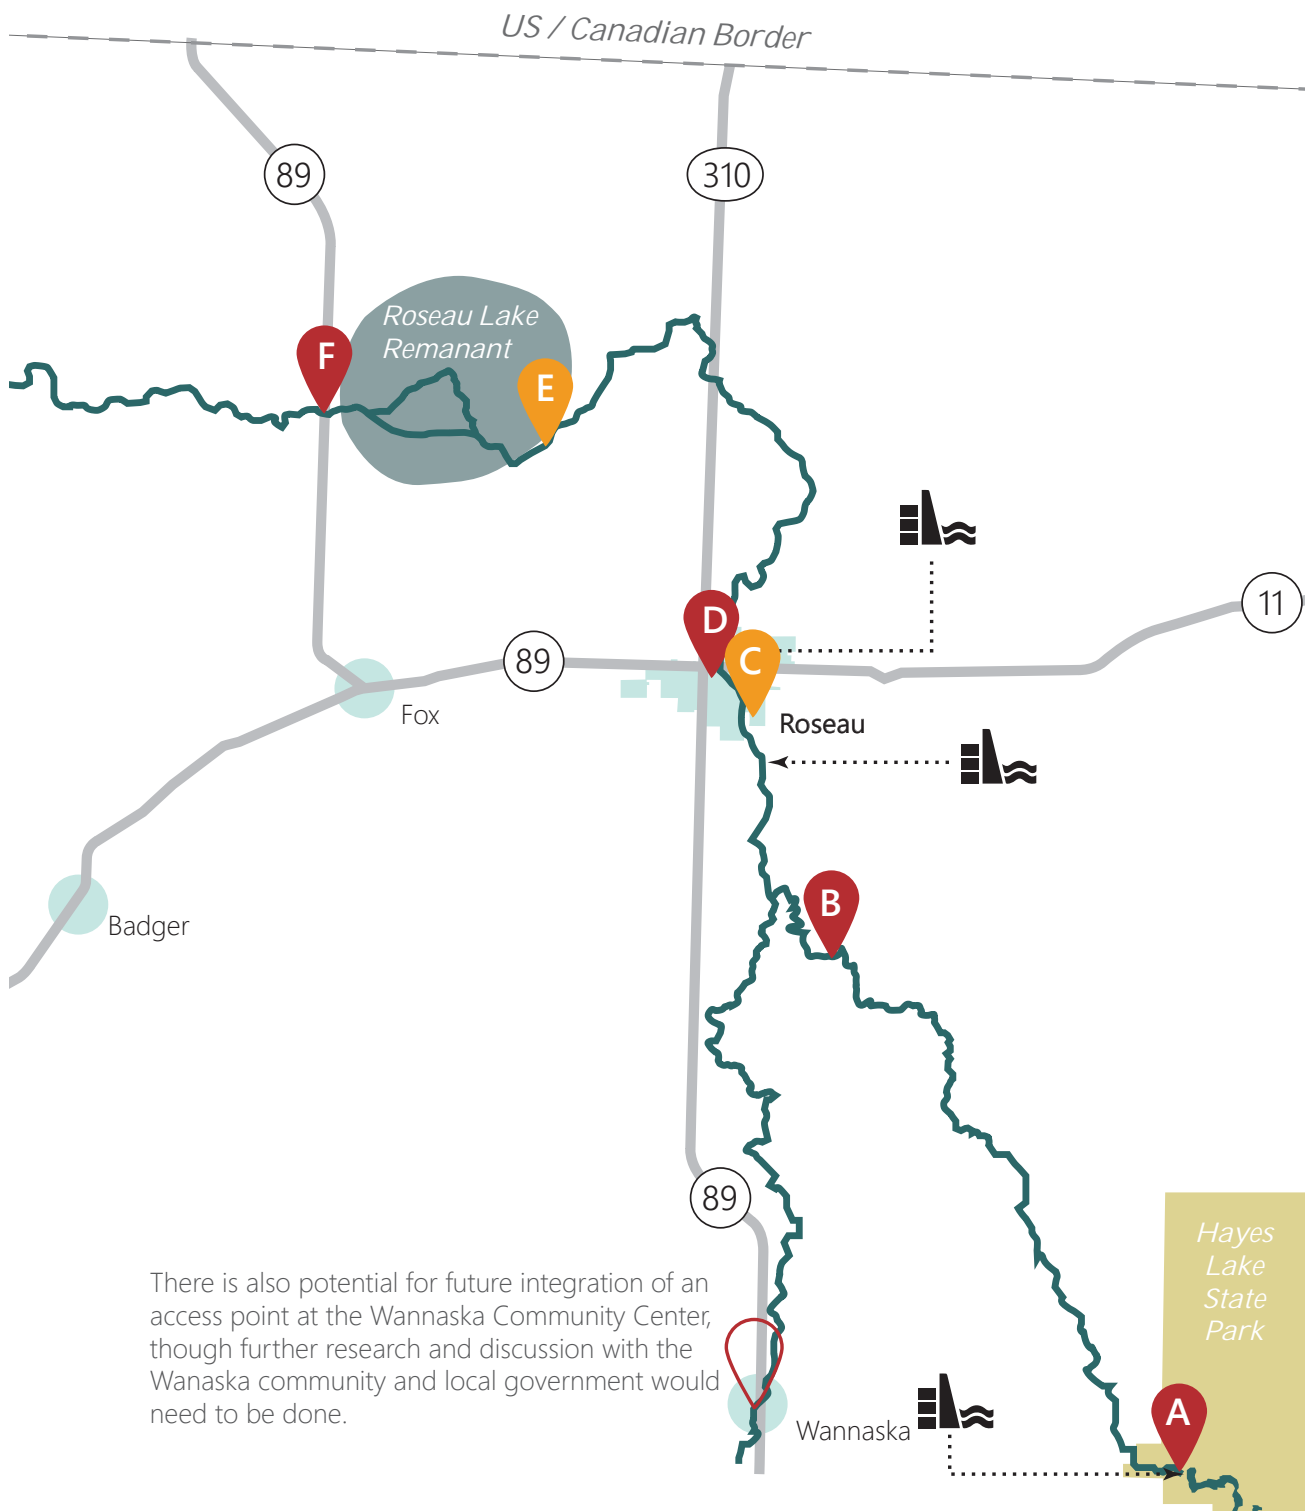 US / Canadian Border
89
310
Roseau Lake
Remanant
F
E
11
D
89
C
Fox
Roseau
B
Badger
89
Hayes
Lake
State
Park
There is also potential for future integration of an
access point at the Wannaska Community Center,
though further research and discussion with the
Wanaska community and local government would
need to be done.
A
Wannaska